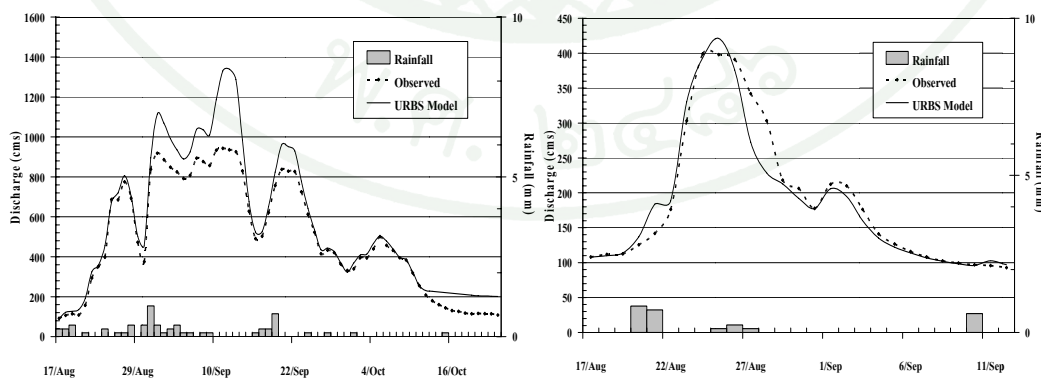 1600
1400
1200
1000
800
600
400
200
0
Discharge (cms)
10
5
0
Rainfall (mm)
Rainfall
Observed
URBS Model
17/Aug
29/Aug
10/Sep
22/Sep
4/Oct
16/Oct
450
400
350
300
250
200
150
100
50
0
Discharge (cms)
10
5
0
Rainfall (mm)
Rainfall
Observed
URBS Model
17/Aug
22/Aug
27/Aug
1/Sep
6/Sep
11/Sep